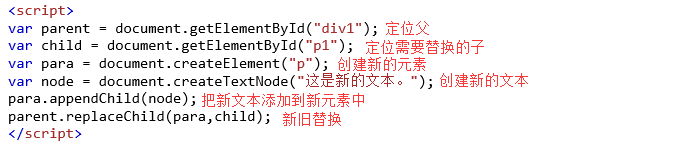 <script>
var parent = document.getElementById("div1"); 定位父
var child = document.getElementById("p1"); 定位需要替换的子
var para = document.createElement("p"); 创建新的元素
var node = document.createTextNode("这是新的文本。"); 创建新的文本
para.appendChild(node); 把新文本添加到新元素中
parent.replaceChild(para,child); 新旧替换
</script>